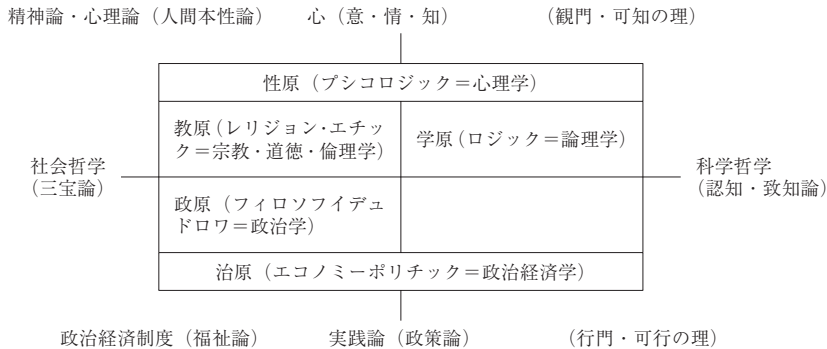 精神論・心理論（人間本性論）　心（意・情・知）　（観門・可知の理）
性原（プシコロジック＝心理学）
教原（レリジョン・エチッ
ク＝宗教・道徳・倫理学）
学原（ロジック＝論理学）
社会哲学
（三宝論）
科学哲学
（認知・致知論）
政原（フィロソフイデュ
ドロワ＝政治学）
治原（エコノミーポリチック＝政治経済学）
政治経済制度（福祉論）　実践論（政策論）　（行門・可行の理）